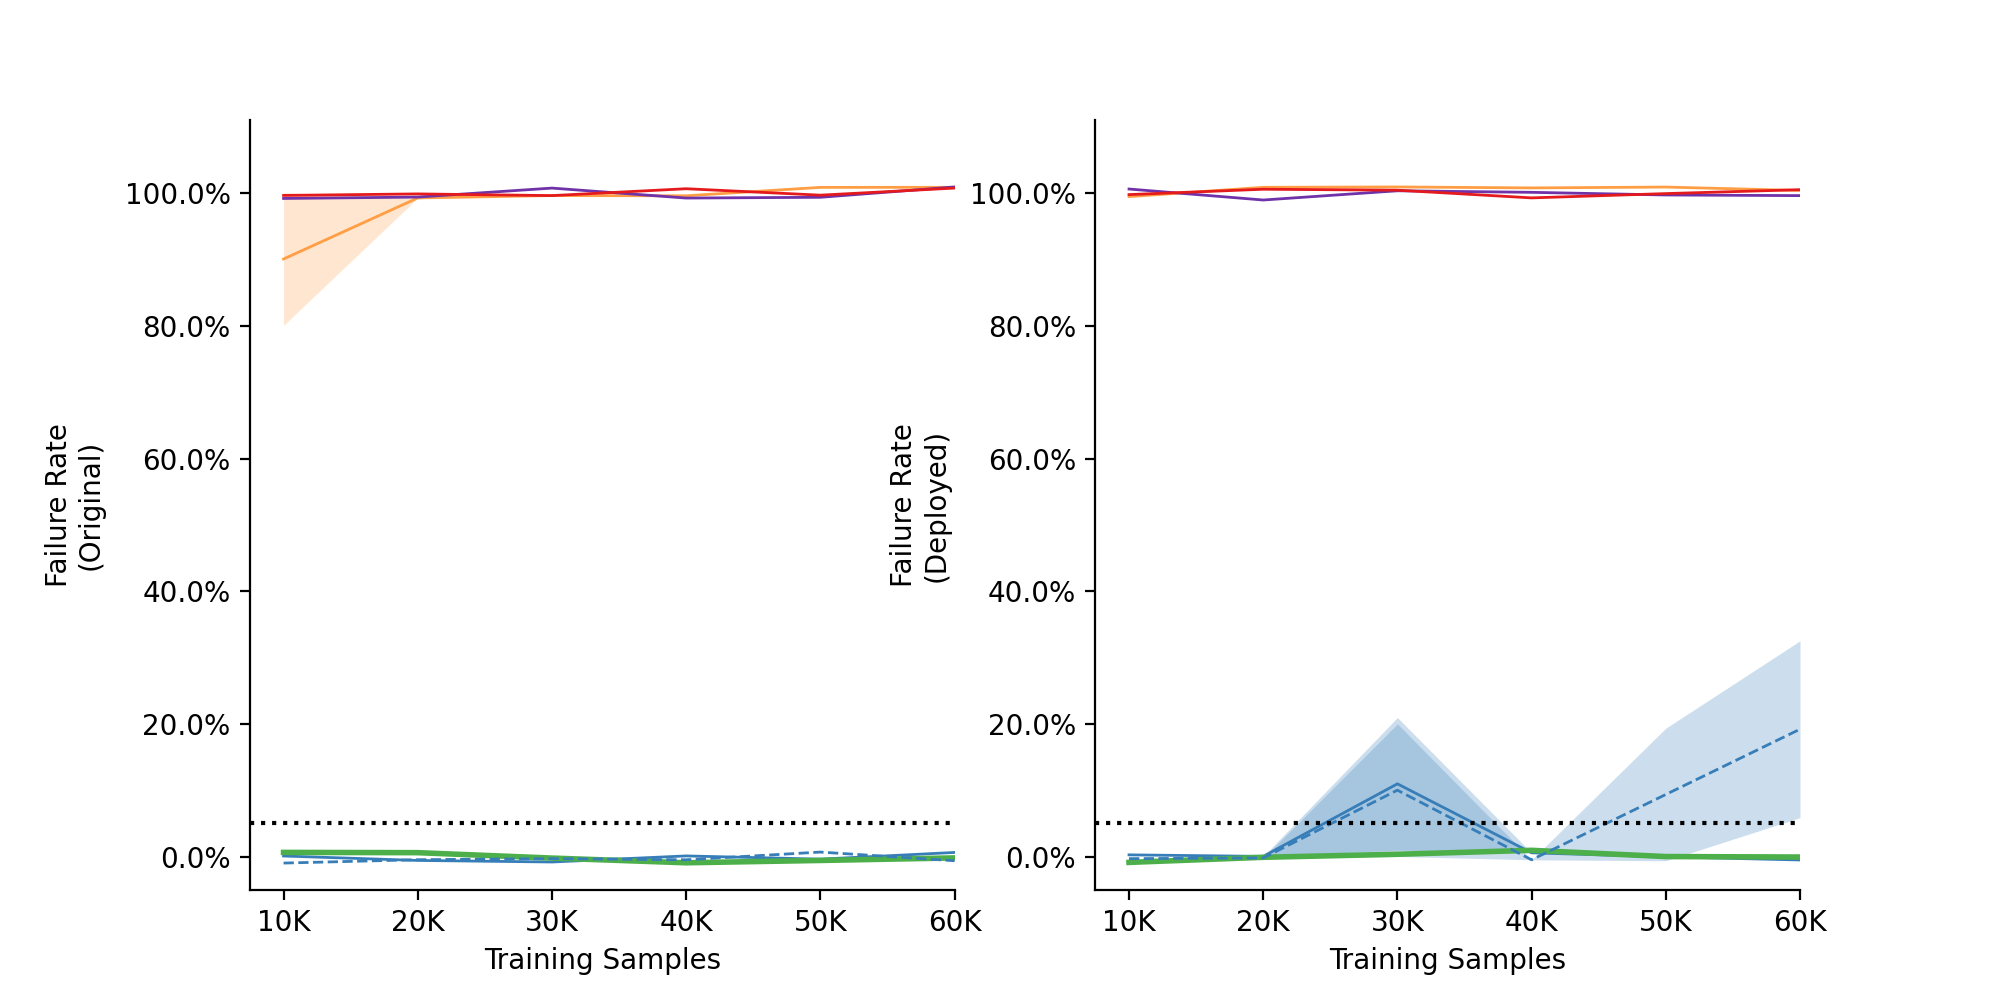 Failure Rate
(Original)
100.0%
80.0%
60.0%
40.0%
20.0%
0.0%
10K 20K 30K 40K 50K 60K
Training Samples
Failure Rate
(Deployed)
100.0%
80.0%
60.0%
40.0%
20.0%
0.0%
10K 20K 30K 40K 50K 60K
Training Samples